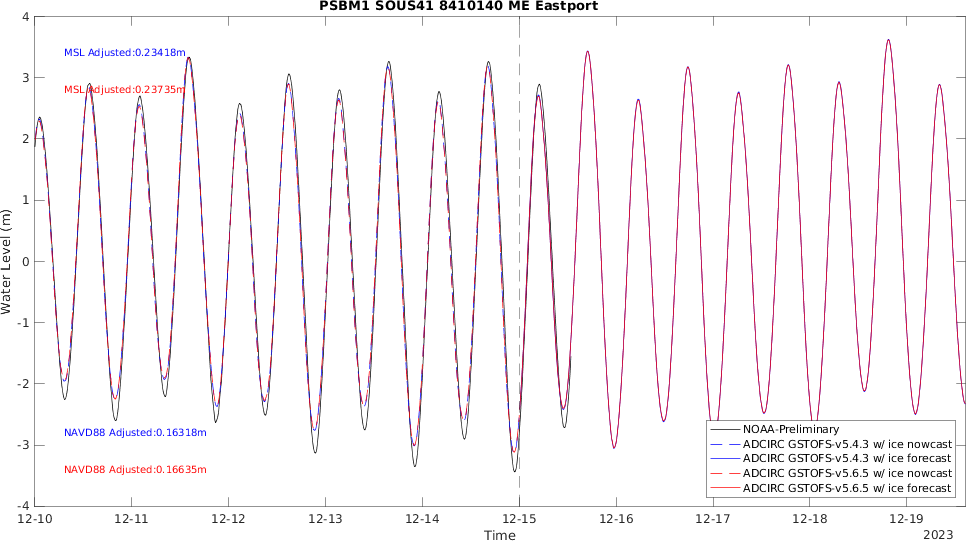 PSBM1 SOUS41 8410140 ME Eastport
4
3
2
1
0
-1
-2
-3
-4
Water Level (m)
MSL Adjusted:0.23418m
MSL Adjusted:0.23735m
NAVD88 Adjusted:0.16318m
NAVD88 Adjusted:0.16635m
NOAA-Preliminary
ADCIRC GSTOFS-v5.4.3 w/ ice nowcast
ADCIRC GSTOFS-v5.4.3 w/ ice forecast
ADCIRC GSTOFS-v5.6.5 w/ ice nowcast
ADCIRC GSTOFS-v5.6.5 w/ ice forecast
12-10 12-11 12-12 12-13 12-14 12-15 12-16 12-17 12-18 12-19
Time
2023